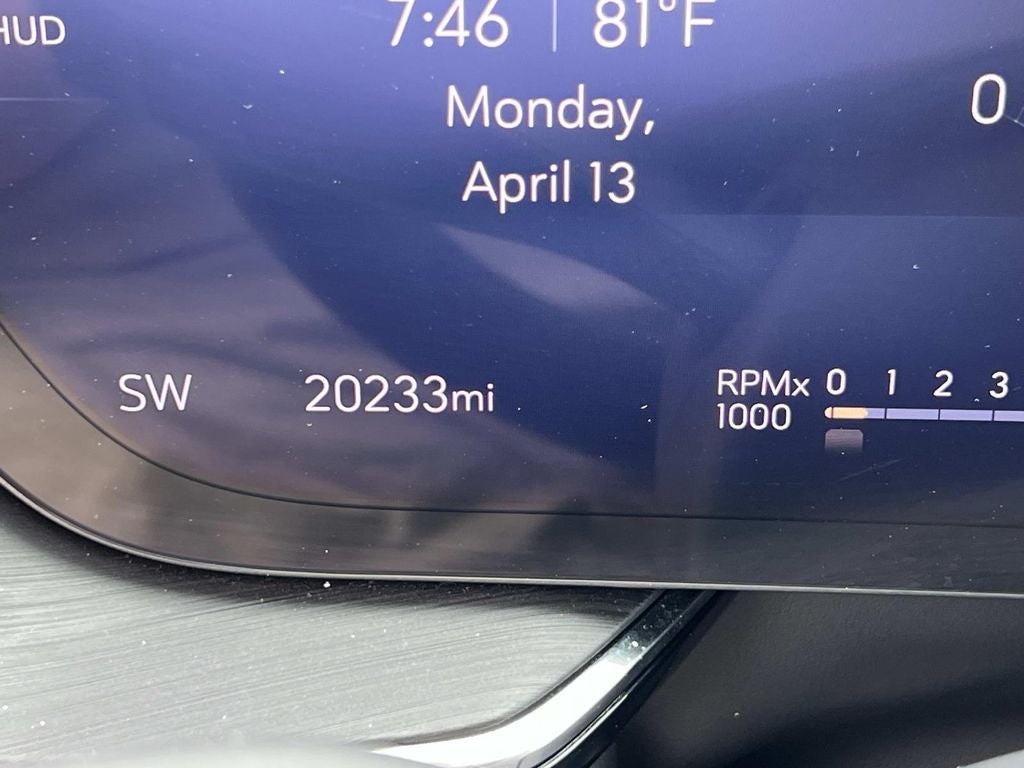 HUD
7:46 81°F
Monday,
April 13
0
SW 20233mi
RPMx 0 1 2 3
1000